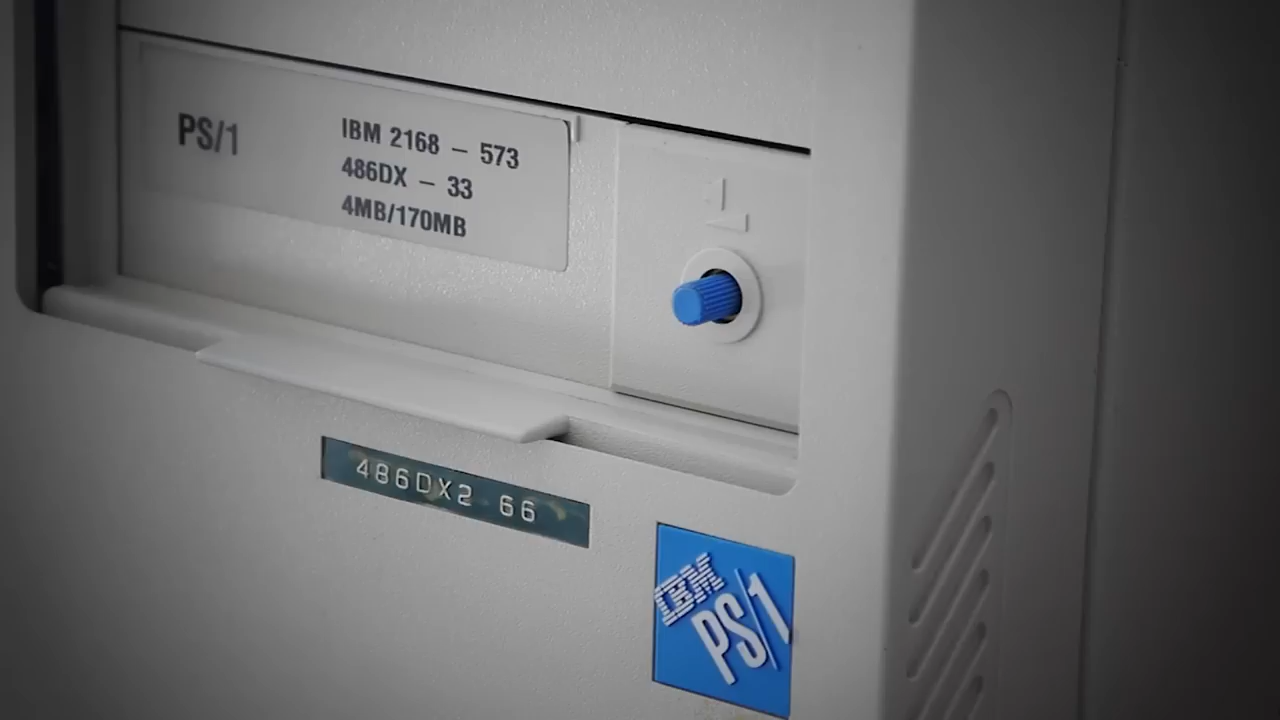 PS/1
IBM 2168 – 573
486DX – 33
4MB/170MB
486DX2 66
IBM
PS/1